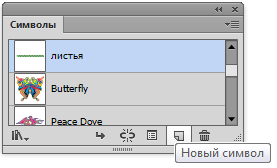 Символы
листья
Butterfly
Peace Dove
Новый символ